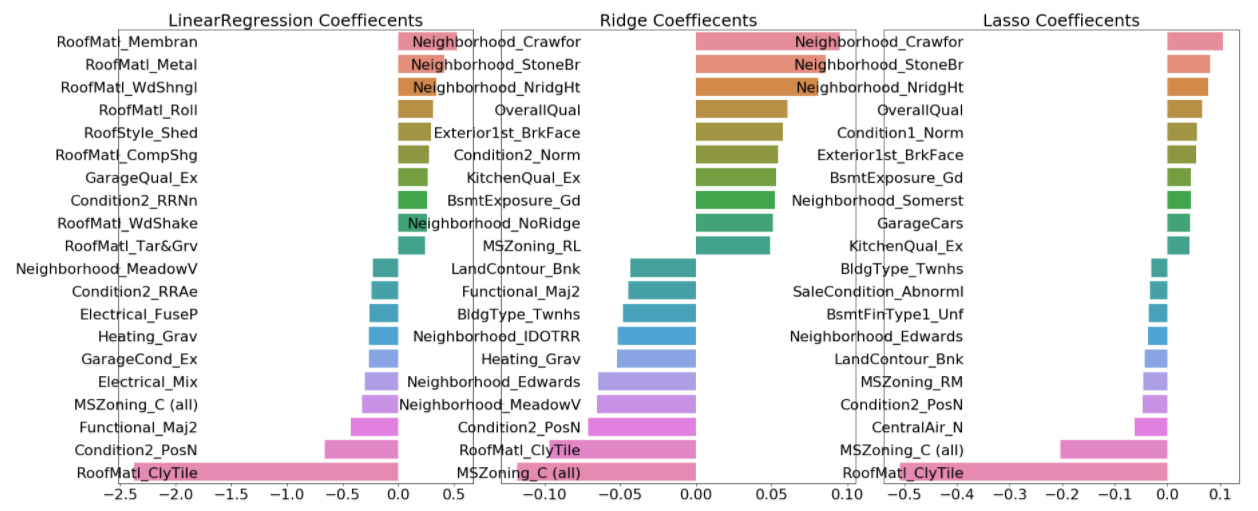 LinearRegression Coeffiecents
RoofMatl_Membran
RoofMatl_Metal
RoofMatl_WdShngl
RoofMatl_Roll
RoofStyle_Shed
RoofMatl_CompShg
GarageQual_Ex
Condition2_RRNn
RoofMatl_WdShake
RoofMatl_Tar&Grv
Neighborhood_MeadowV
Condition2_RRAe
Electrical_FuseP
Heating_Grav
GarageCond_Ex
Electrical_Mix
MSZoning_C (all)
Functional_Maj2
Condition2_PosN
RoofMatl_ClyTile
−2.5 −2.0 −1.5 −1.0 −0.5 0.0 0.5
Ridge Coeffiecents
Neighborhood_Crawfor
Neighborhood_StoneBr
Neighborhood_NridgHt
OverallQual
Exterior1st_BrkFace
Condition2_Norm
KitchenQual_Ex
BsmtExposure_Gd
Neighborhood_NoRidge
MSZoning_RL
LandContour_Bnk
Functional_Maj2
BldgType_Twnhs
Neighborhood_IDOTRR
Heating_Grav
Neighborhood_Edwards
Neighborhood_MeadowV
Condition2_PosN
RoofMatl_ClyTile
MSZoning_C (all)
−0.10 −0.05 0.00 0.05 0.10
Lasso Coeffiecents
Neighborhood_Crawfor
Neighborhood_StoneBr
Neighborhood_NridgHt
OverallQual
Condition1_Norm
Exterior1st_BrkFace
BsmtExposure_Gd
Neighborhood_Somerst
GarageCars
KitchenQual_Ex
BldgType_Twnhs
SaleCondition_Abnorml
BsmtFinType1_Unf
Neighborhood_Edwards
LandContour_Bnk
MSZoning_RM
Condition2_PosN
CentralAir_N
MSZoning_C (all)
RoofMatl_ClyTile
−0.5 −0.4 −0.3 −0.2 −0.1 0.0 0.1